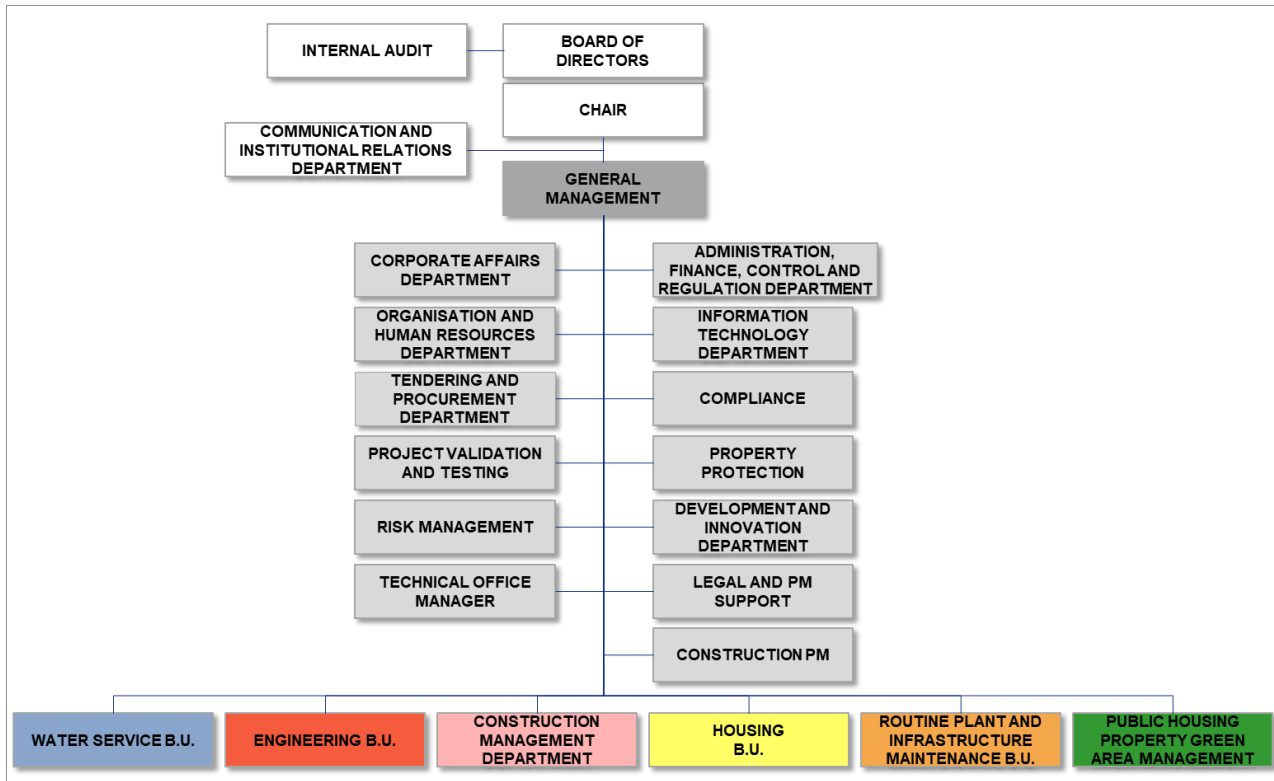 INTERNAL AUDIT
BOARD OF
DIRECTORS
CHAIR
COMMUNICATION AND
INSTITUTIONAL RELATIONS
DEPARTMENT
GENERAL
MANAGEMENT
CORPORATE AFFAIRS
DEPARTMENT
ADMINISTRATION,
FINANCE, CONTROL AND
REGULATION DEPARTMENT
ORGANISATION AND
HUMAN RESOURCES
DEPARTMENT
INFORMATION
TECHNOLOGY
DEPARTMENT
TENDERING AND
PROCUREMENT
DEPARTMENT
COMPLIANCE
PROJECT VALIDATION
AND TESTING
PROPERTY
PROTECTION
RISK MANAGEMENT
DEVELOPMENT AND
INNOVATION
DEPARTMENT
TECHNICAL OFFICE
MANAGER
LEGAL AND PM
SUPPORT
CONSTRUCTION PM
WATER SERVICE B.U.
ENGINEERING B.U.
CONSTRUCTION
MANAGEMENT
DEPARTMENT
HOUSING
B.U.
ROUTINE PLANT AND
INFRASTRUCTURE
MAINTENANCE B.U.
PUBLIC HOUSING
PROPERTY GREEN
AREA MANAGEMENT